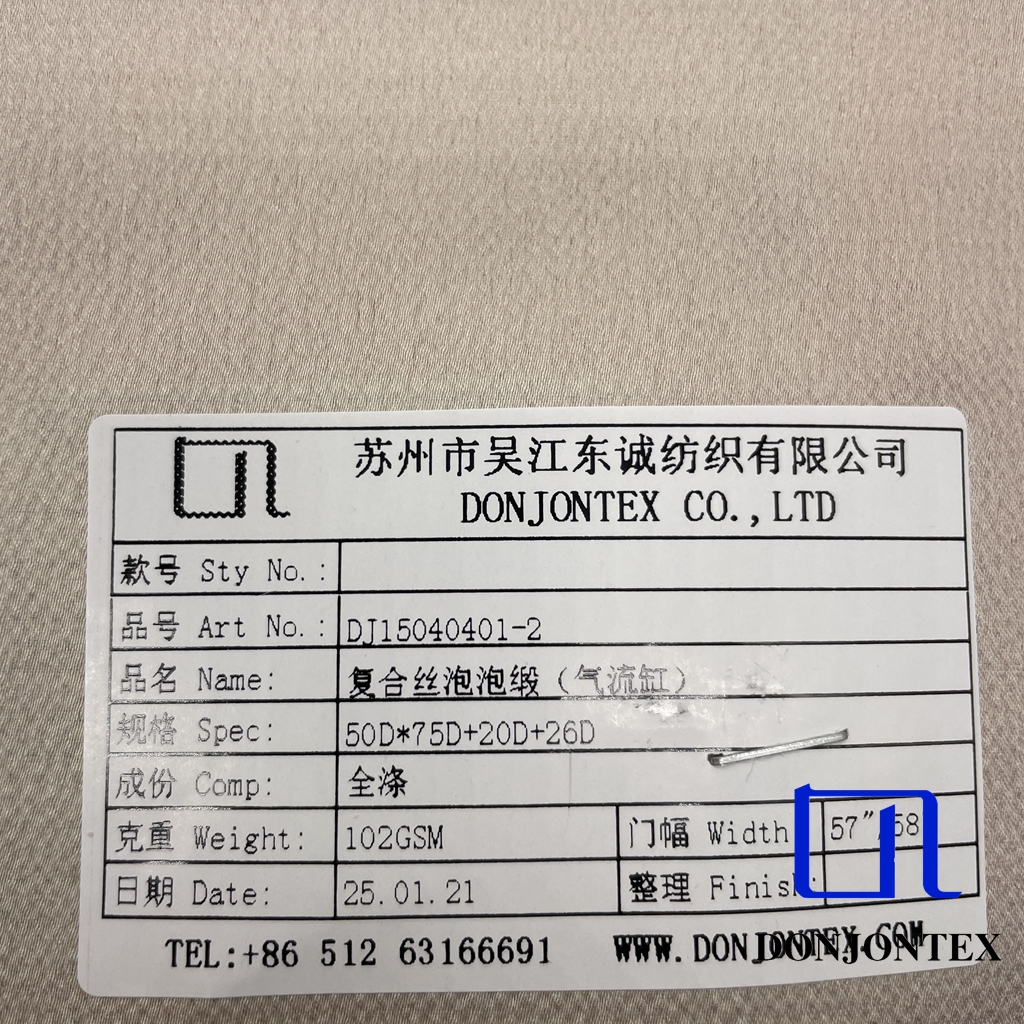 苏州市吴江东诚纺织有限公司
DONJONTEX CO.,LTD
款号 Sty No.:
品号 Art No.: DJ15040401-2
品名 Name: 复合丝泡泡缎（气流缸）
规格 Spec: 50D*75D+20D+26D
成份 Comp: 全涤
克重 Weight: 102GSM 门幅 Width 57"/58
日期 Date: 25.01.21 整理 Finish:
TEL:+86 512 63166691 WWW.DONJONTEX.COM
DONJONTEX